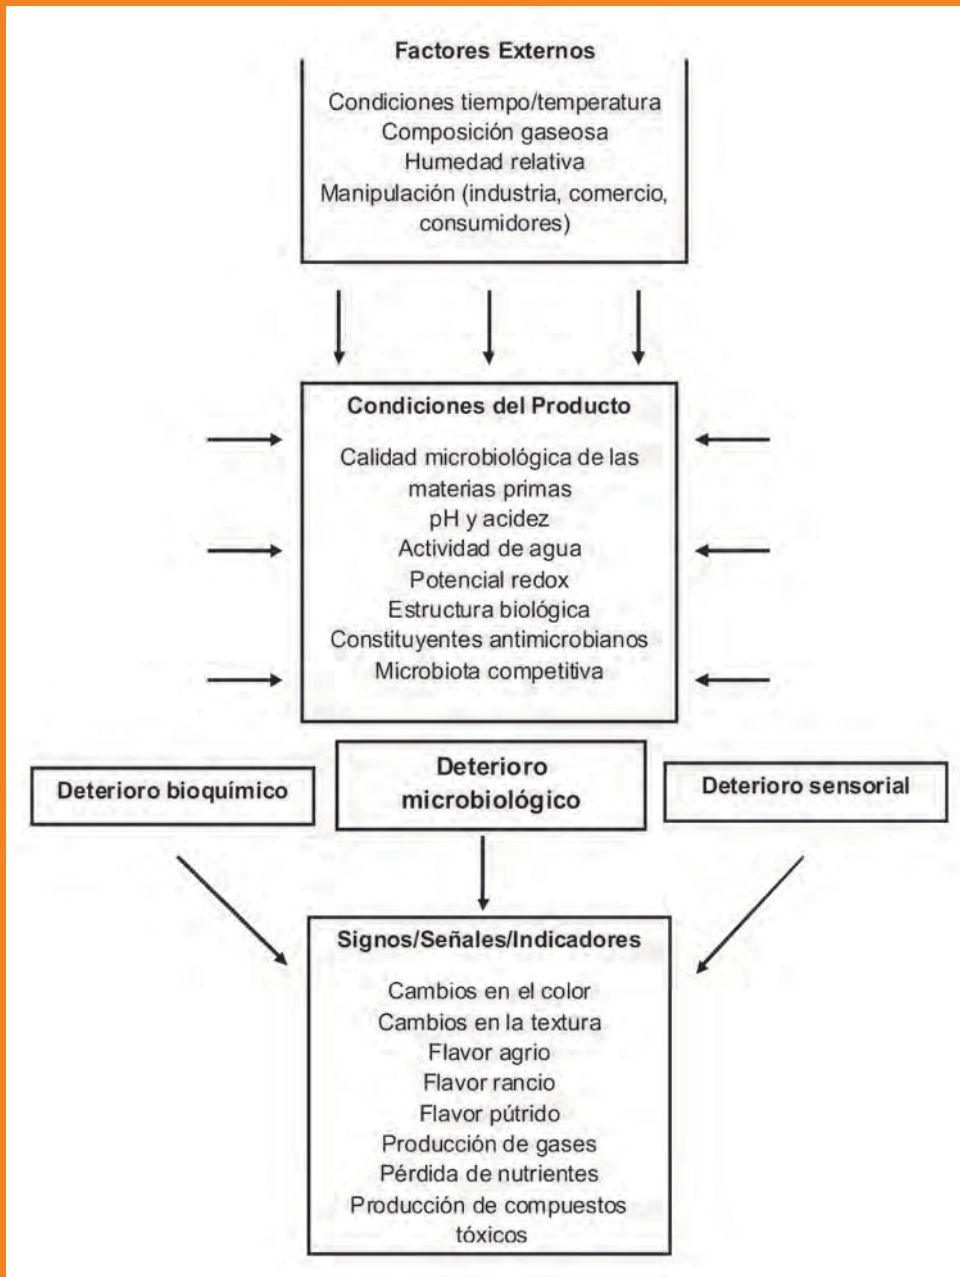 Factores Externos
Condiciones tiempo/temperatura
Composición gaseosa
Humedad relativa
Manipulación (industria, comercio,
consumidores)
Condiciones del Producto
Calidad microbiológica de las
materias primas
pH y acidez
Actividad de agua
Potencial redox
Estructura biológica
Constituyentes antimicrobianos
Microbiota competitiva
Deterioro bioquímico
Deterioro
microbiológico
Deterioro sensorial
Signos/Señales/Indicadores
Cambios en el color
Cambios en la textura
Flavor agrio
Flavor rancio
Flavor pútrido
Producción de gases
Pérdida de nutrientes
Producción de compuestos
tóxicos